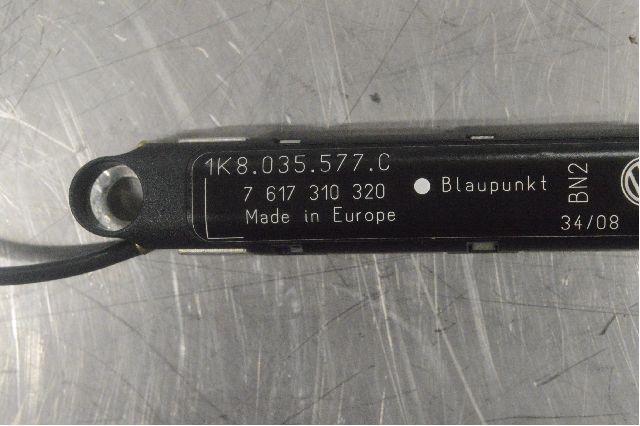 1K8.035.577.C
7 617 310 320
Made in Europe
Blaupunkt
BN2
34/08